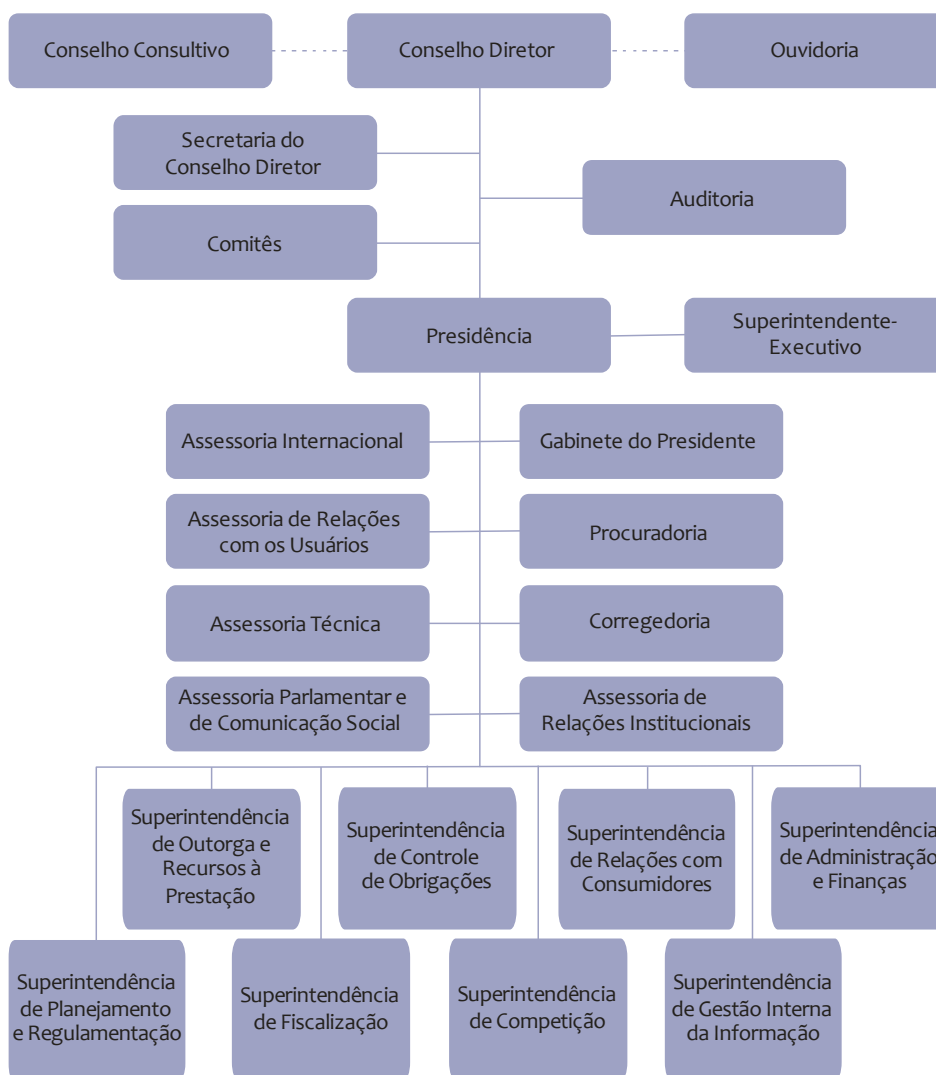 Conselho Consultivo
Conselho Diretor
Ouvidoria
Secretaria do
Conselho Diretor
Auditoria
Comitês
Presidência
Superintendente-
Executivo
Assessoria Internacional
Gabinete do Presidente
Assessoria de Relações
com os Usuários
Procuradoria
Assessoria Técnica
Corregedoria
Assessoria Parlamentar e
de Comunicação Social
Assessoria de
Relações Institucionais
Superintendência
de Outorga e
Recursos à
Prestação
Superintendência
de Controle
de Obrigações
Superintendência
de Relações com
Consumidores
Superintendência
de Administração
e Finanças
Superintendência
de Planejamento
e Regulamentação
Superintendência
de Fiscalização
Superintendência
de Competição
Superintendência
de Gestão Interna
da Informação